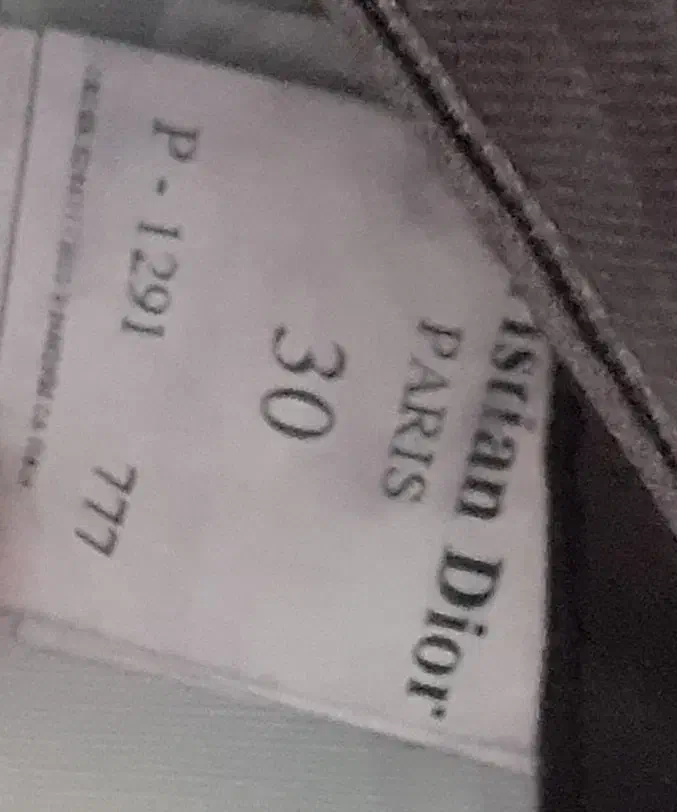 istian Dior
PARIS
30
P - 1291 777